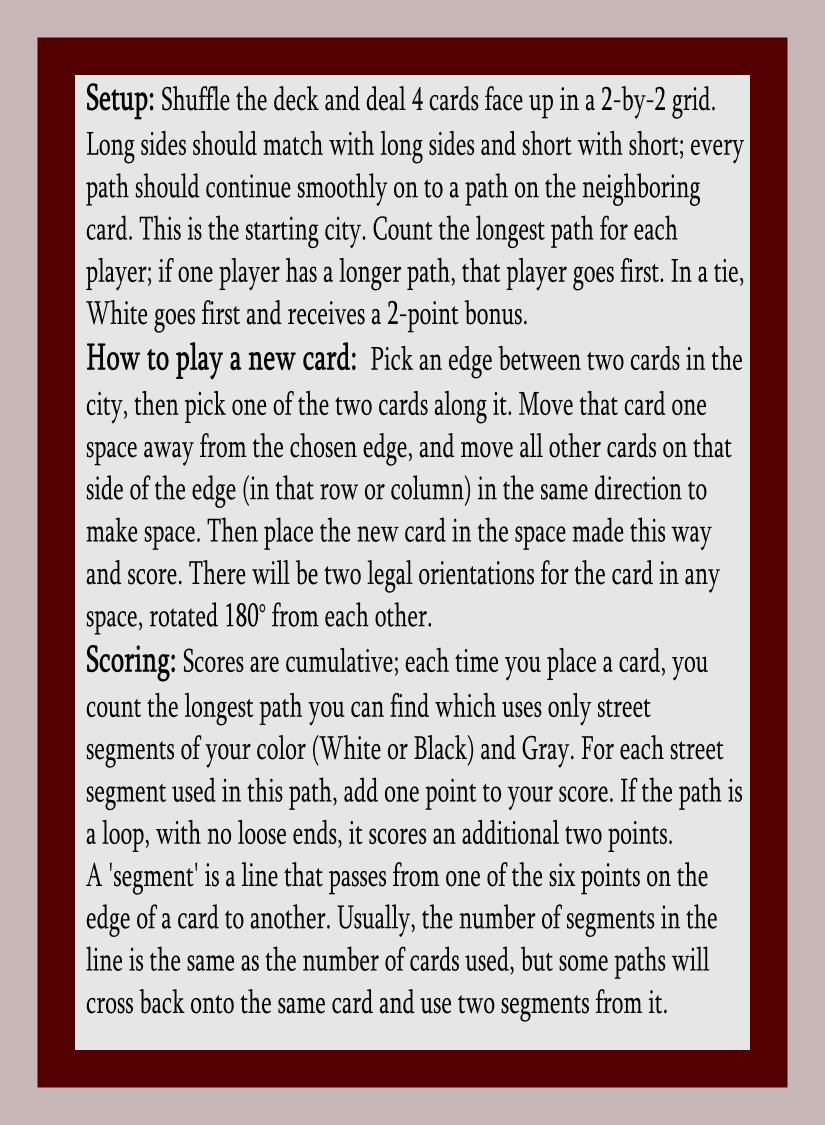 Setup: Shuffle the deck and deal 4 cards face up in a 2-by-2 grid.
Long sides should match with long sides and short with short; every
path should continue smoothly on to a path on the neighboring
card. This is the starting city. Count the longest path for each
player; if one player has a longer path, that player goes first. In a tie,
White goes first and receives a 2-point bonus.
How to play a new card: Pick an edge between two cards in the
city, then pick one of the two cards along it. Move that card one
space away from the chosen edge, and move all other cards on that
side of the edge (in that row or column) in the same direction to
make space. Then place the new card in the space made this way
and score. There will be two legal orientations for the card in any
space, rotated 180° from each other.
Scoring: Scores are cumulative; each time you place a card, you
count the longest path you can find which uses only street
segments of your color (White or Black) and Gray. For each street
segment used in this path, add one point to your score. If the path is
a loop, with no loose ends, it scores an additional two points.
A 'segment' is a line that passes from one of the six points on the
edge of a card to another. Usually, the number of segments in the
line is the same as the number of cards used, but some paths will
cross back onto the same card and use two segments from it.